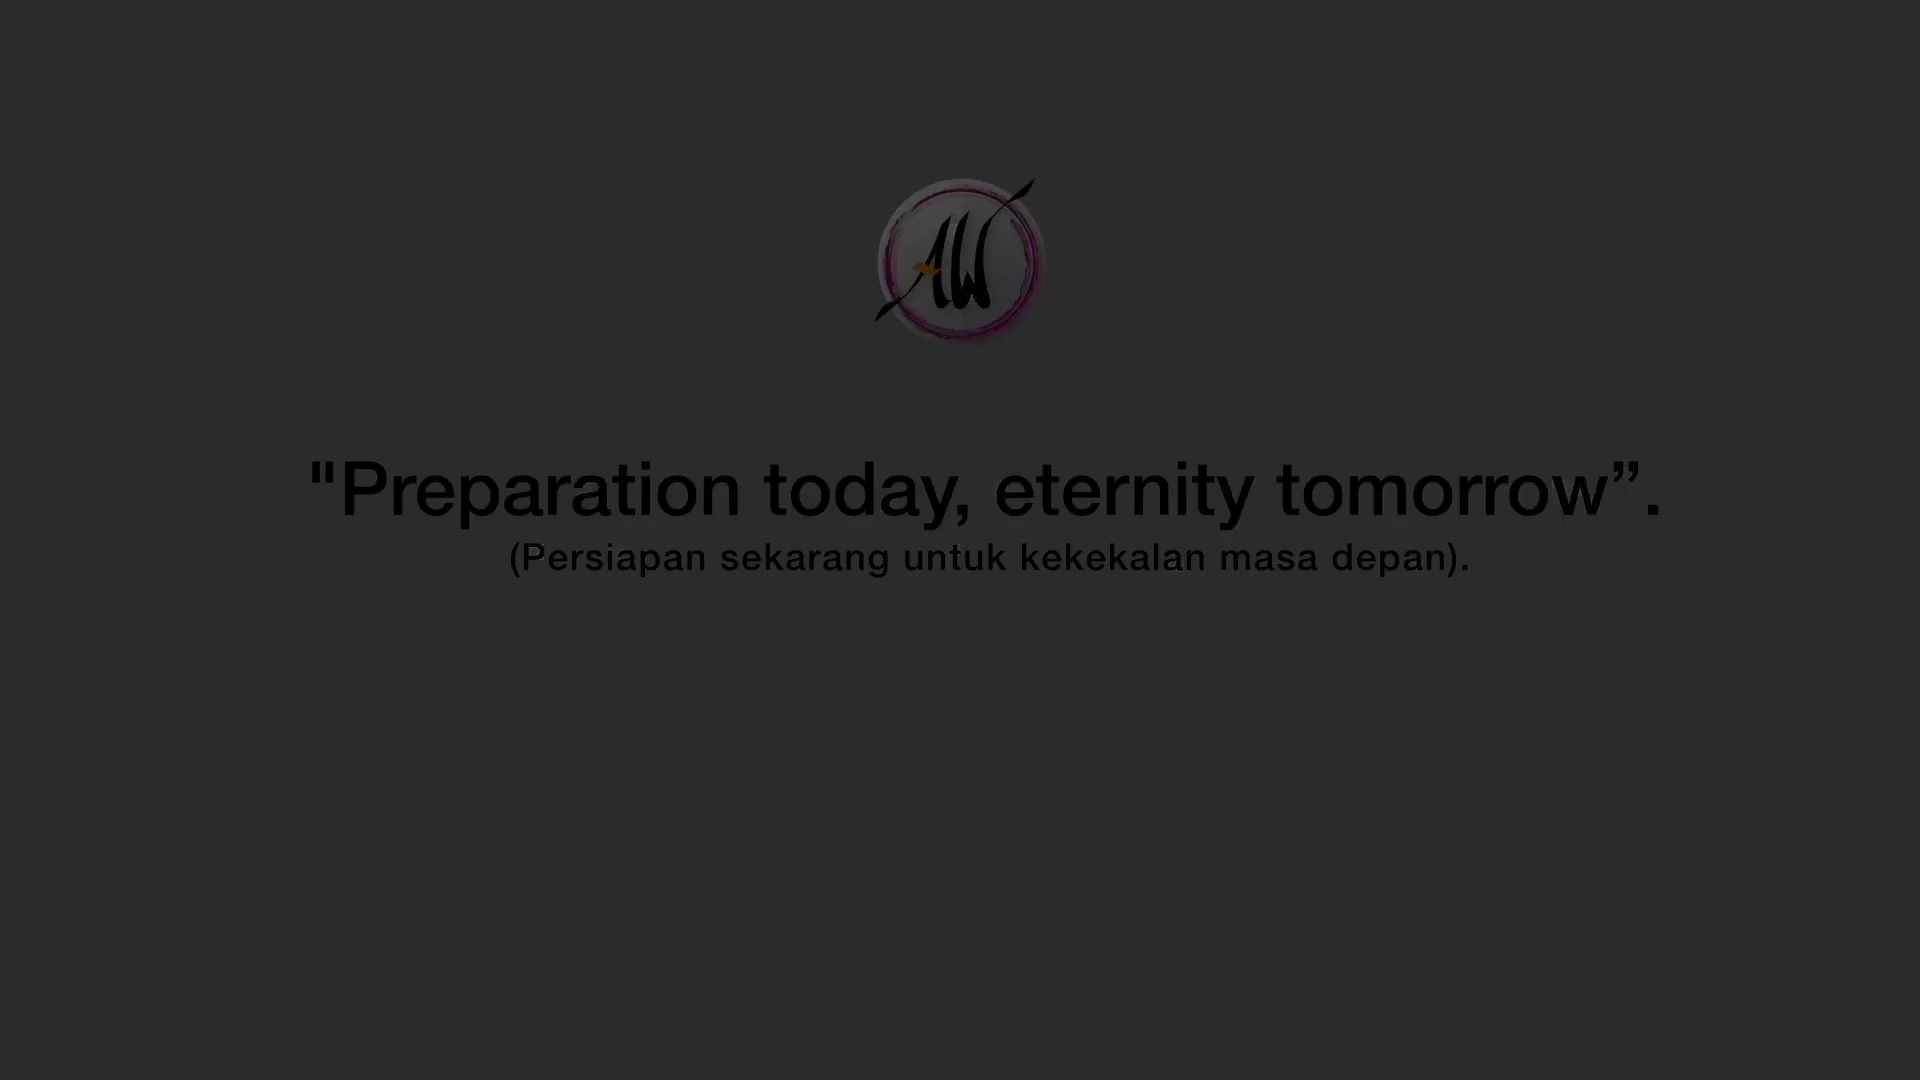 AW
"Preparation today, eternity tomorrow”.
(Persiapan sekarang untuk kekekalan masa depan).